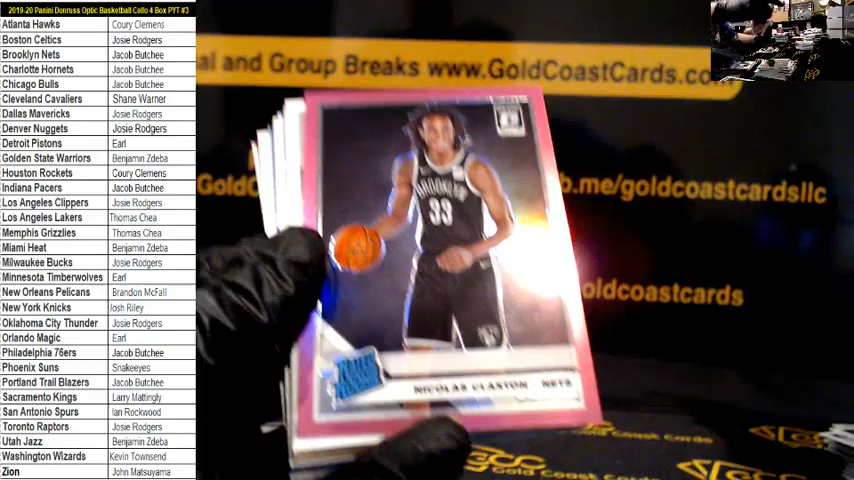 2019-20 Panini Donruss Optic Basketball Cello 4 Box PYT #3
Atlanta Hawks Coury Clemens
Boston Celtics Josie Rodgers
Brooklyn Nets Jacob Butchee
Charlotte Hornets Jacob Butchee
Chicago Bulls Jacob Butchee
Cleveland Cavaliers Shane Warner
Dallas Mavericks Josie Rodgers
Denver Nuggets Josie Rodgers
Detroit Pistons Earl
Golden State Warriors Benjamin Zdeba
Houston Rockets Coury Clemens
Indiana Pacers Jacob Butchee
Los Angeles Clippers Josie Rodgers
Los Angeles Lakers Thomas Chea
Memphis Grizzlies Thomas Chea
Miami Heat Benjamin Zdeba
Milwaukee Bucks Josie Rodgers
Minnesota Timberwolves Earl
New Orleans Pelicans Brandon McFall
New York Knicks Josh Riley
Oklahoma City Thunder Josie Rodgers
Orlando Magic Earl
Philadelphia 76ers Jacob Butchee
Phoenix Suns Snakeeyes
Portland Trail Blazers Jacob Butchee
Sacramento Kings Larry Mattingly
San Antonio Spurs Ian Rockwood
Toronto Raptors Josie Rodgers
Utah Jazz Benjamin Zdeba
Washington Wizards Kevin Townsend
Zion John Matsuyama
al and Group Breaks www.GoldCoastCards.com
GoldC
b.me/goldcoastcardsllc
oldcoastcards
BROOKLYN
33
NICOLAS CLAXTON - NETS
GCC
Gold Coast Cards
Gold Coast Cards
GCC